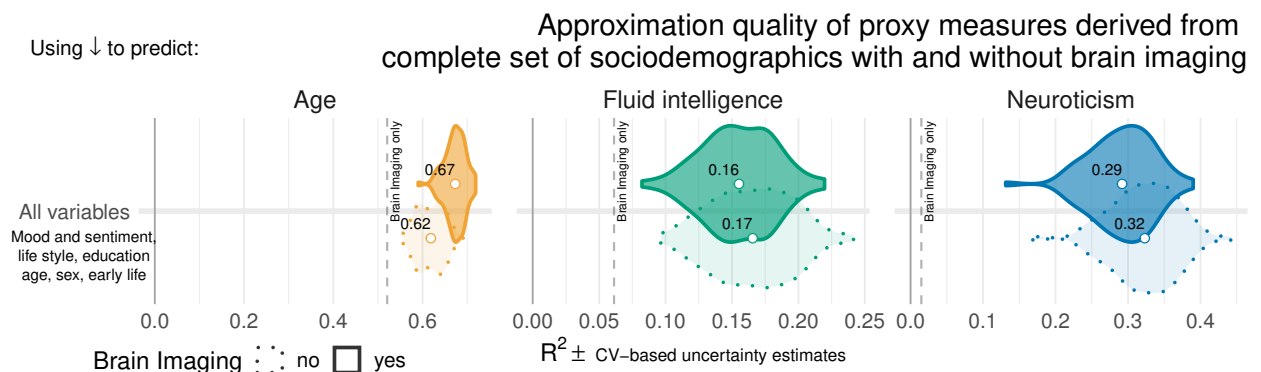 Approximation quality of proxy measures derived from
complete set of sociodemographics with and without brain imaging
Using ↓ to predict:
Age
Fluid intelligence
Neuroticism
Brain Imaging only
Brain Imaging only
Brain Imaging only
0.67
0.16
0.29
0.62
0.17
0.32
All variables
Mood and sentiment,
life style, education
age, sex, early life
0.0 0.2 0.4 0.6
0.00 0.05 0.10 0.15 0.20 0.25
0.0 0.1 0.2 0.3 0.4
R² ± CV−based uncertainty estimates
Brain Imaging no yes